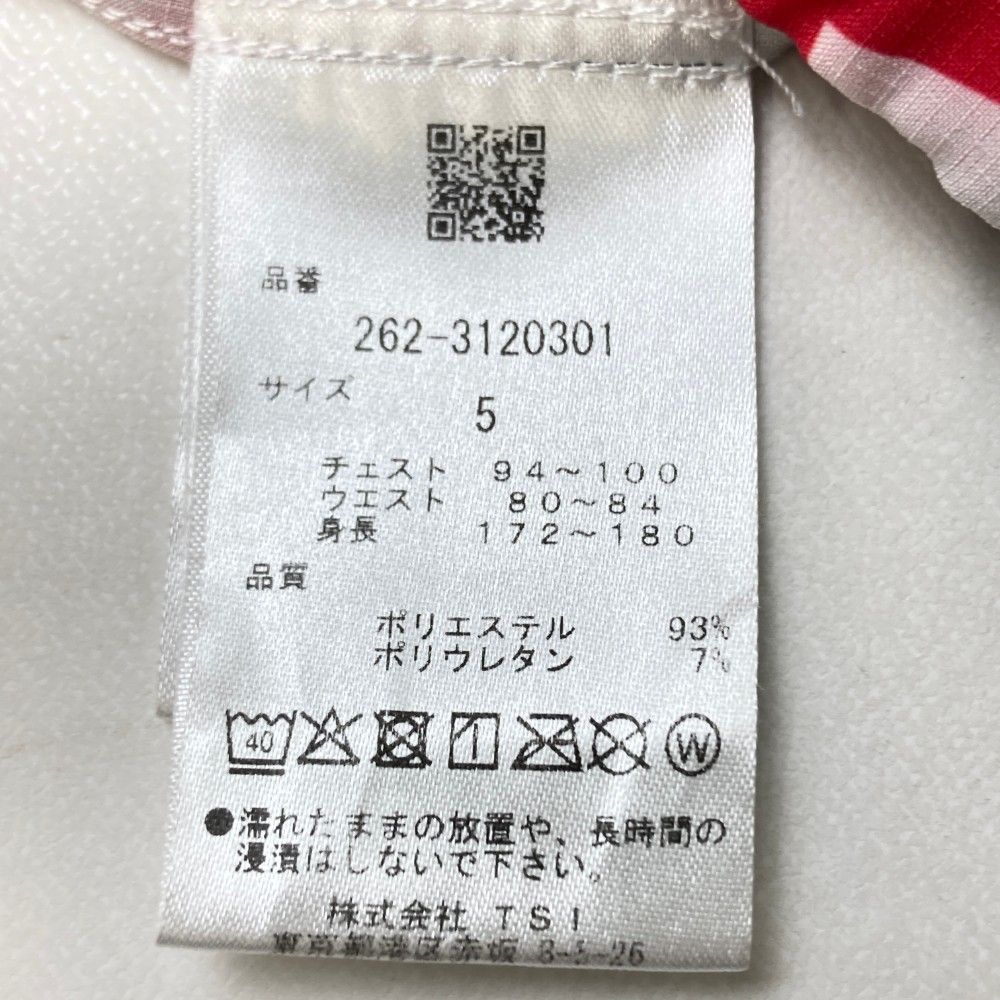 品番
262-3120301
サイズ
5
チェスト 94～100
ウエスト 80～84
身長 172～180
品質
ポリエステル 93%
ポリウレタン 7%
40
W
●濡れたままの放置や、長時間の
浸漬はしないで下さい。
株式会社 TSI
東京都港区赤坂 8-5-26